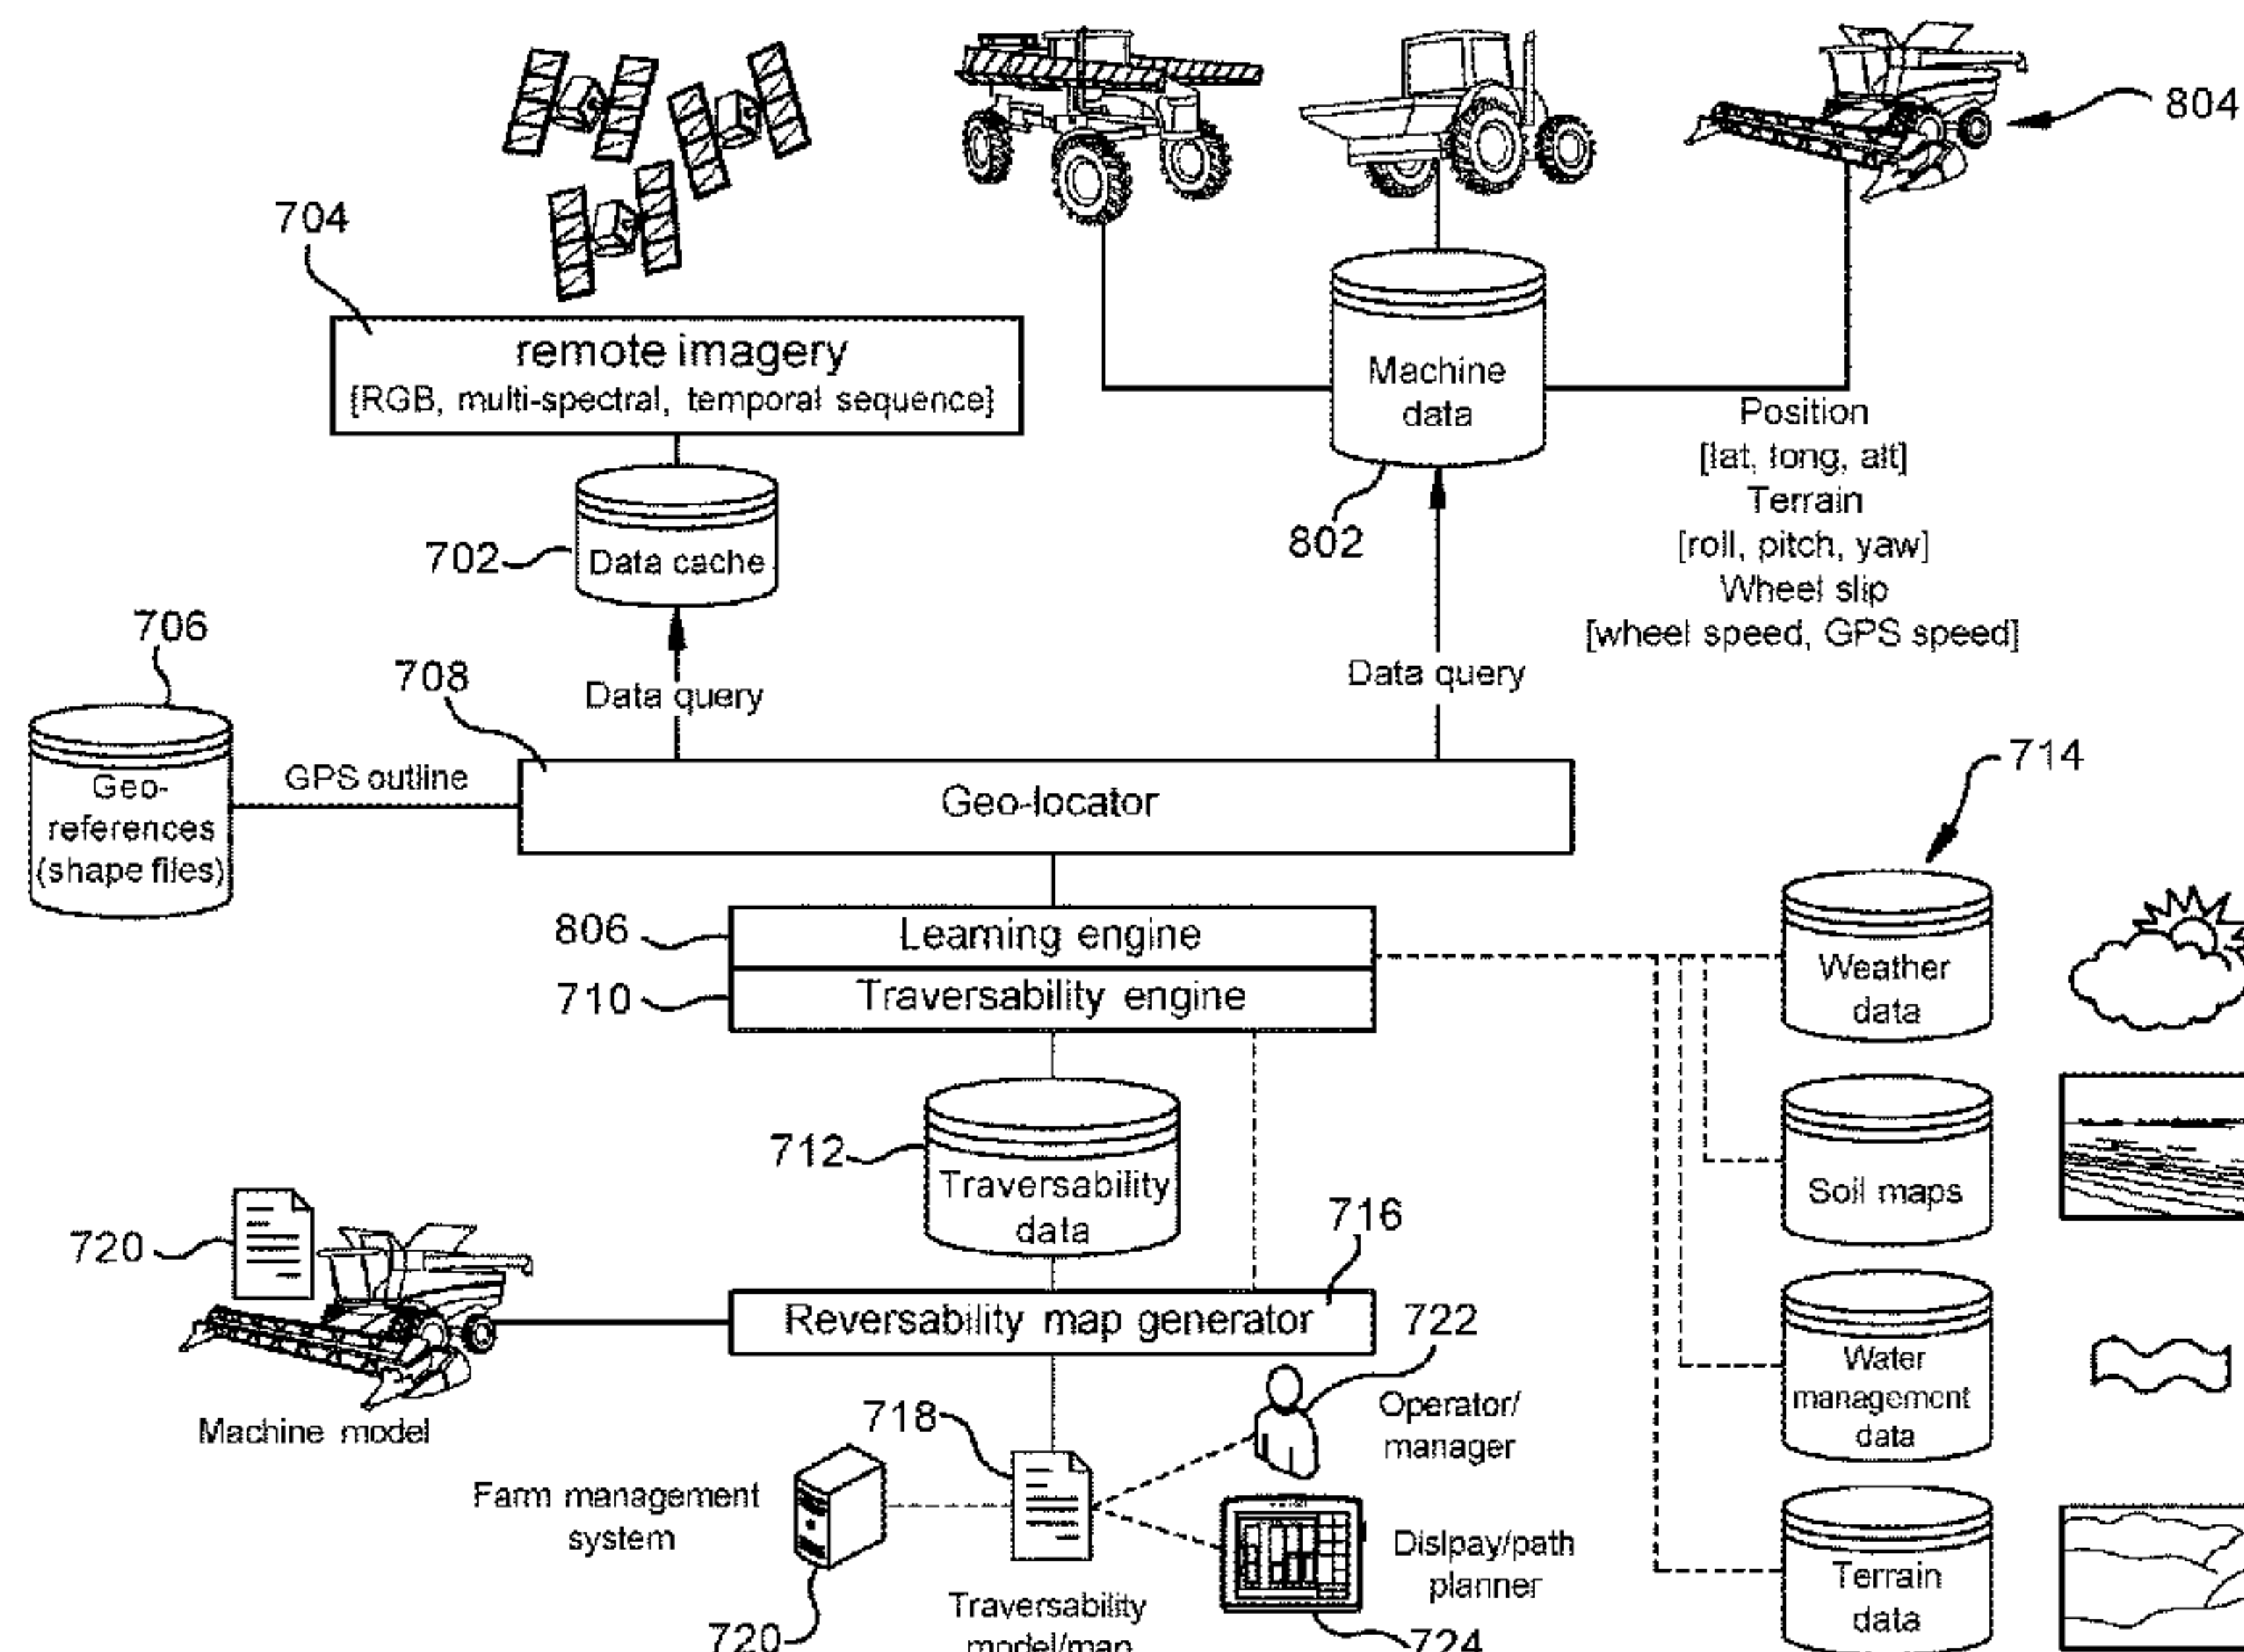 804
704
remote imagery
[RGB, multi-spectral, temporal sequence]
Machine
data
Position
[lat, long, alt]
Terrain
[roll, pitch, yaw]
Wheel slip
[wheel speed, GPS speed]
802
702
Data cache
706
708
Data query
Data query
714
Geo-
references
(shape files)
GPS outline
Geo-locator
806
Learning engine
710
Traversability engine
Weather
data
712
Traversability
data
Soil maps
716
720
Reversability map generator
722
Water
management
data
Machine model
718
Operator/
manager
Farm management
system
Dislpay/path
planner
Terrain
data
720
Traversability
model/map
724